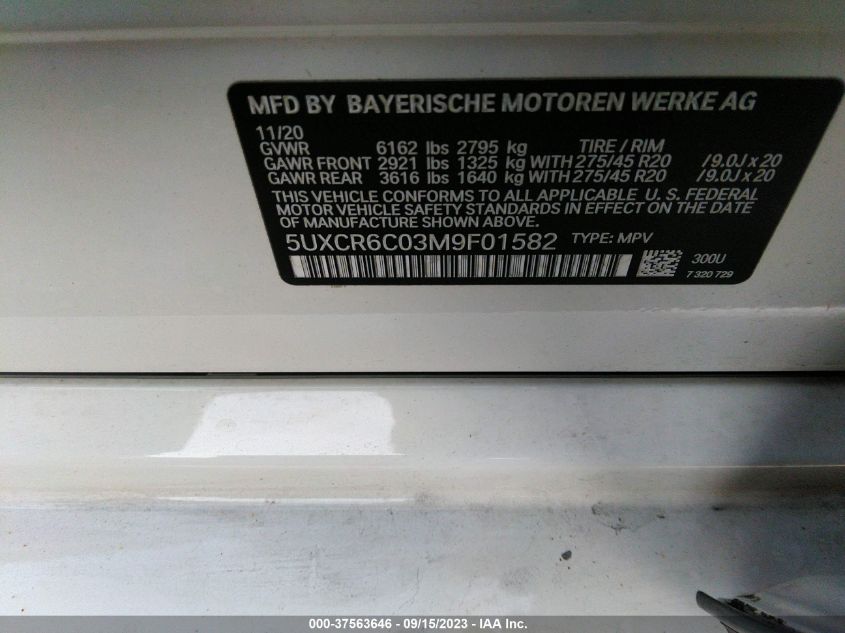 MFD BY BAYERISCHE MOTOREN WERKE AG
11/20
GVWR 6162 lbs 2795 kg TIRE / RIM
GAWR FRONT 2921 lbs 1325 kg WITH 275/45 R20 /9.0J x 20
GAWR REAR 3616 lbs 1640 kg WITH 275/45 R20 /9.0J x 20
THIS VEHICLE CONFORMS TO ALL APPLICABLE U. S. FEDERAL
MOTOR VEHICLE SAFETY STANDARDS IN EFFECT ON THE DATE
OF MANUFACTURE SHOWN ABOVE.
5UXCR6C03M9F01582 TYPE: MPV
300U
7 320 729
000-37563646 - 09/15/2023 - IAA Inc.